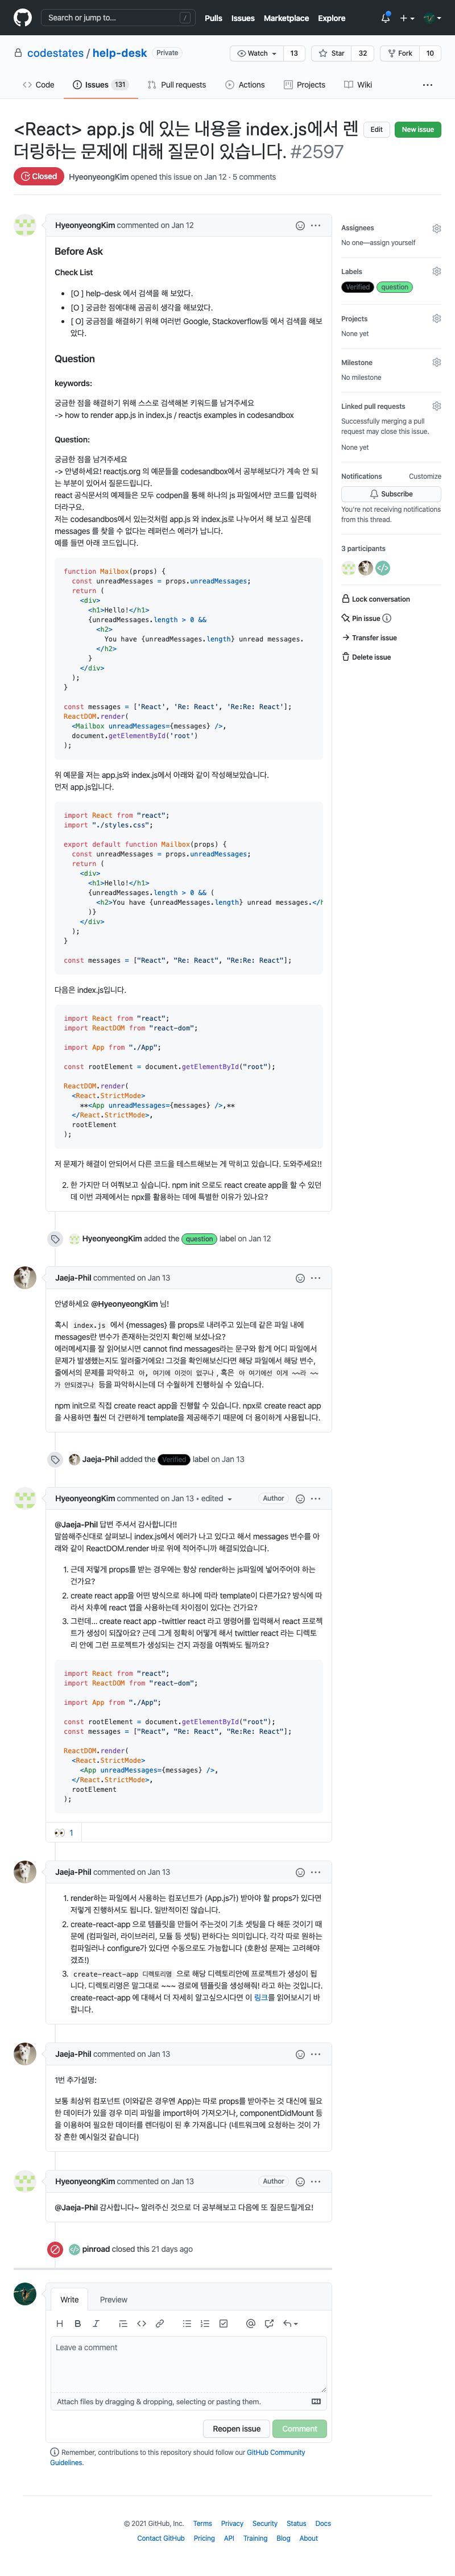 Search or jump to...
/
Pulls Issues Marketplace Explore
codestates / help-desk Private
Watch 13 Star 32 Fork 10
Code Issues 131 Pull requests Actions Projects Wiki
<React> app.js 에 있는 내용을 index.js에서 렌
더링하는 문제에 대해 질문이 있습니다. #2597
Edit New issue
Closed HyeonyeongKim opened this issue on Jan 12 · 5 comments
HyeonyeongKim commented on Jan 12
Before Ask
Check List
• [O ] help-desk 에서 검색을 해 보았다.
• [O ] 궁금한 점에대해 곰곰히 생각을 해보았다.
• [ O] 궁금점을 해결하기 위해 여러번 Google, Stackoverflow등 에서 검색을 해보
았다.
Question
keywords:
궁금한 점을 해결하기 위해 스스로 검색해본 키워드를 남겨주세요
-> how to render app.js in index.js / reactjs examples in codesandbox
Question:
궁금한 점을 남겨주세요
-> 안녕하세요! reactjs.org 의 예문들을 codesandbox에서 공부해보다가 계속 안 되
는 부분이 있어서 질문드립니다.
react 공식문서의 예제들은 모두 codpen을 통해 하나의 js 파일에서만 코드를 입력하
더라구요.
저는 codesandbos에서 있는것처럼 app.js 와 index.js로 나누어서 해 보고 싶은데
messages 를 찾을 수 없다는 레퍼런스 에러가 납니다.
예를 들면 아래 코드입니다.
function Mailbox(props) {
const unreadMessages = props.unreadMessages;
return (
<div>
<h1>Hello!</h1>
{unreadMessages.length > 0 &&
<h2>
You have {unreadMessages.length} unread messages.
</h2>
}
</div>
);
}
const messages = ['React', 'Re: React', 'Re:Re: React'];
ReactDOM.render(
<Mailbox unreadMessages={messages} />,
document.getElementById('root')
);
위 예문을 저는 app.js와 index.js에서 아래와 같이 작성해보았습니다.
먼저 app.js입니다.
import React from "react";
import "./styles.css";
export default function Mailbox(props) {
const unreadMessages = props.unreadMessages;
return (
<div>
<h1>Hello!</h1>
{unreadMessages.length > 0 && (
<h2>You have {unreadMessages.length} unread messages.</h
)}
</div>
);
}
const messages = ["React", "Re: React", "Re:Re: React"];
다음은 index.js입니다.
import React from "react";
import ReactDOM from "react-dom";
import App from "./App";
const rootElement = document.getElementById("root");
ReactDOM.render(
<React.StrictMode>
**<App unreadMessages={messages} />,**
</React.StrictMode>,
rootElement
);
저 문제가 해결이 안되어서 다른 코드을 테스트해보는 게 막히고 있습니다. 도와주세요!!
2. 한 가지만 더 여쭤보고 싶습니다. npm init 으로도 react create app을 할 수 있던
데 이번 과제에서는 npx를 활용하는 데에 특별한 이유가 있나요?
HyeonyeongKim added the question label on Jan 12
Jaeja-Phil commented on Jan 13
안녕하세요 @HyeonyeongKim 님!
혹시 index.js 에서 {messages} 를 props로 내려주고 있는데 같은 파일 내에
messages란 변수가 존재하는것인지 확인해 보셨나요?
에러메세지를 잘 읽어보시면 cannot find messages라는 문구와 함게 어디 파일에서
문제가 발생했는지도 알려줄거에요! 그것을 확인해보신다면 해당 파일에서 해당 변수,
줄에서의 문제를 파악하고 아, 여기에 이것이 없구나 , 혹은 아 여기에선 이게 ~~라 ~~
가 안되겠구나 등을 파악하시는데 더 수월하게 진행하실 수 있습니다.
npm init으로 직접 create react app을 진행할 수 있습니다. npx로 create react app
을 사용하면 훨씬 더 간편하게 template을 제공해주기 때문에 더 용이하게 사용됩니다.
Jaeja-Phil added the Verified label on Jan 13
HyeonyeongKim commented on Jan 13 • edited Author
@Jaeja-Phil 답변 주셔서 감사합니다!!
말씀해주신대로 살펴보니 index.js에서 에러가 나고 있다고 해서 messages 변수를 아
래와 같이 ReactDOM.render 바로 위에 적어주니까 해결되었습니다.
1. 근데 저렇게 props를 받는 경우에는 항상 render하는 js파일에 넣어주어야 하는
건가요?
2. create react app을 어떤 방식으로 하냐에 따라 template이 다른가요? 방식에 따
라서 차후에 react 앱을 사용하는데 차이점이 있다는 건가요?
3. 그런데... create react app -twittler react 라고 명령어를 입력해서 react 프로젝
트가 생성이 되잖아요? 근데 그게 정확히 어떻게 해서 twittler react 라는 디렉토
리 안에 그런 프로젝트가 생성되는 건지 과정을 여쭤봐도 될까요?
import React from "react";
import ReactDOM from "react-dom";
import App from "./App";
const rootElement = document.getElementById("root");
const messages = ["React", "Re: React", "Re:Re: React"];
ReactDOM.render(
<React.StrictMode>
<App unreadMessages={messages} />,
</React.StrictMode>,
rootElement
);
👀 1
Jaeja-Phil commented on Jan 13
1. render하는 파일에서 사용하는 컴포넌트가 (App.js가) 받아야 할 props가 있다면
저렇게 진행하셔도 됩니다. 일반적이진 않습니다.
2. create-react-app 으로 템플릿을 만들어 주는것이 기초 셋팅을 다 해둔 것이기 때
문에 (컴파일러, 라이브러리, 모듈 등 셋팅) 편하다는 의미입니다. 각각 따로 원하는
컴파일러나 configure가 있다면 수동으로도 가능합니다 (호환성 문제는 고려해야
겠죠!)
3. create-react-app 디렉토리명 으로 해당 디렉토리안에 프로젝트가 생성이 됩
니다. 디렉토리명은 말그대로 ~~~ 경로에 템플릿을 생성해줘! 라고 하는 것입니다.
create-react-app 에 대해서 더 자세히 알고싶으시다면 이 링크를 읽어보시기 바
랍니다.
Jaeja-Phil commented on Jan 13
1번 추가설명:
보통 최상위 컴포넌트 (이와같은 경우엔 App)는 따로 props를 받아주는 것 대신에 필요
한 데이터가 있을 경우 미리 파일을 import하여 가져오거나, componentDidMount 등
을 이용하여 필요한 데이터를 렌더링이 된 후 가져옵니다 (네트워크에 요청하는 것이 가
장 흔한 예시일것 같습니다)
HyeonyeongKim commented on Jan 13 Author
@Jaeja-Phil 감사합니다~ 알려주신 것으로 더 공부해보고 다음에 또 질문드릴게요!
pinroad closed this 21 days ago
Write Preview
Leave a comment
Attach files by dragging & dropping, selecting or pasting them.
Reopen issue Comment
Remember, contributions to this repository should follow our GitHub Community
Guidelines.
Assignees
No one—assign yourself
Labels
Verified question
Projects
None yet
Milestone
No milestone
Linked pull requests
Successfully merging a pull
request may close this issue.
None yet
Notifications Customize
Subscribe
You're not receiving notifications
from this thread.
3 participants
Lock conversation
Pin issue
Transfer issue
Delete issue
© 2021 GitHub, Inc. Terms Privacy Security Status Docs
Contact GitHub Pricing API Training Blog About